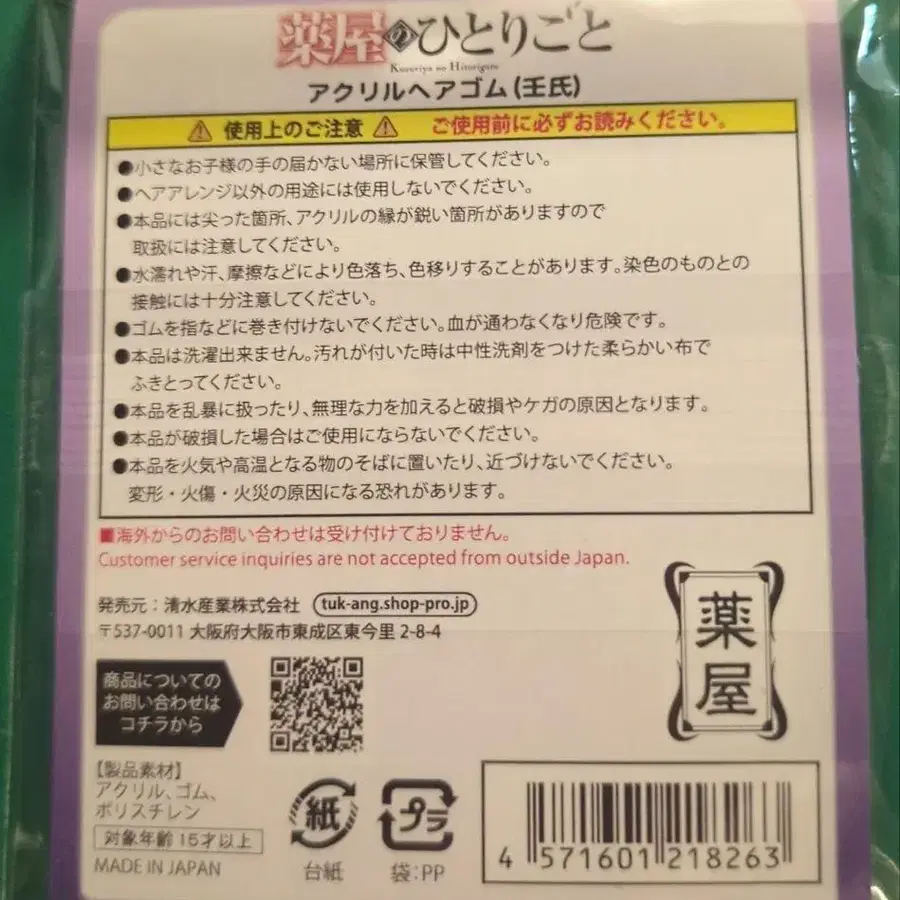 薬屋のひとりごと
Kusuriya no Hitorigoto
アクリルヘアゴム(壬氏)
使用上のご注意 ご使用前に必ずお読みください。
●小さなお子様の手の届かない場所に保管してください。
●ヘアアレンジ以外の用途には使用しないでください。
●本品には尖った箇所、アクリルの縁が鋭い箇所がありますので
取扱には注意してください。
●水濡れや汗、摩擦などにより色落ち、色移りすることがあります。染色のものとの
接触には十分注意してください。
●ゴムを指などに巻き付けないでください。血が通わなくなり危険です。
●本品は洗濯出来ません。汚れが付いた時は中性洗剤をつけた柔らかい布で
ふきとってください。
●本品を乱暴に扱ったり、無理な力を加えると破損やケガの原因となります。
●本品が破損した場合はご使用にならないでください。
●本品を火気や高温となる物のそばに置いたり、近づけないでください。
変形・火傷・火災の原因になる恐れがあります。
■海外からのお問い合わせは受け付けておりません。
Customer service inquiries are not accepted from outside Japan.
発売元：清水産業株式会社 tuk-ang.shop-pro.jp
〒537-0011 大阪府大阪市東成区東今里 2-8-4
商品についての
お問い合わせは
コチラから
薬屋
【製品素材】
アクリル、ゴム、
ポリスチレン
対象年齢 15才以上
MADE IN JAPAN
紙
台紙
プラ
袋：PP
4 571601 218263